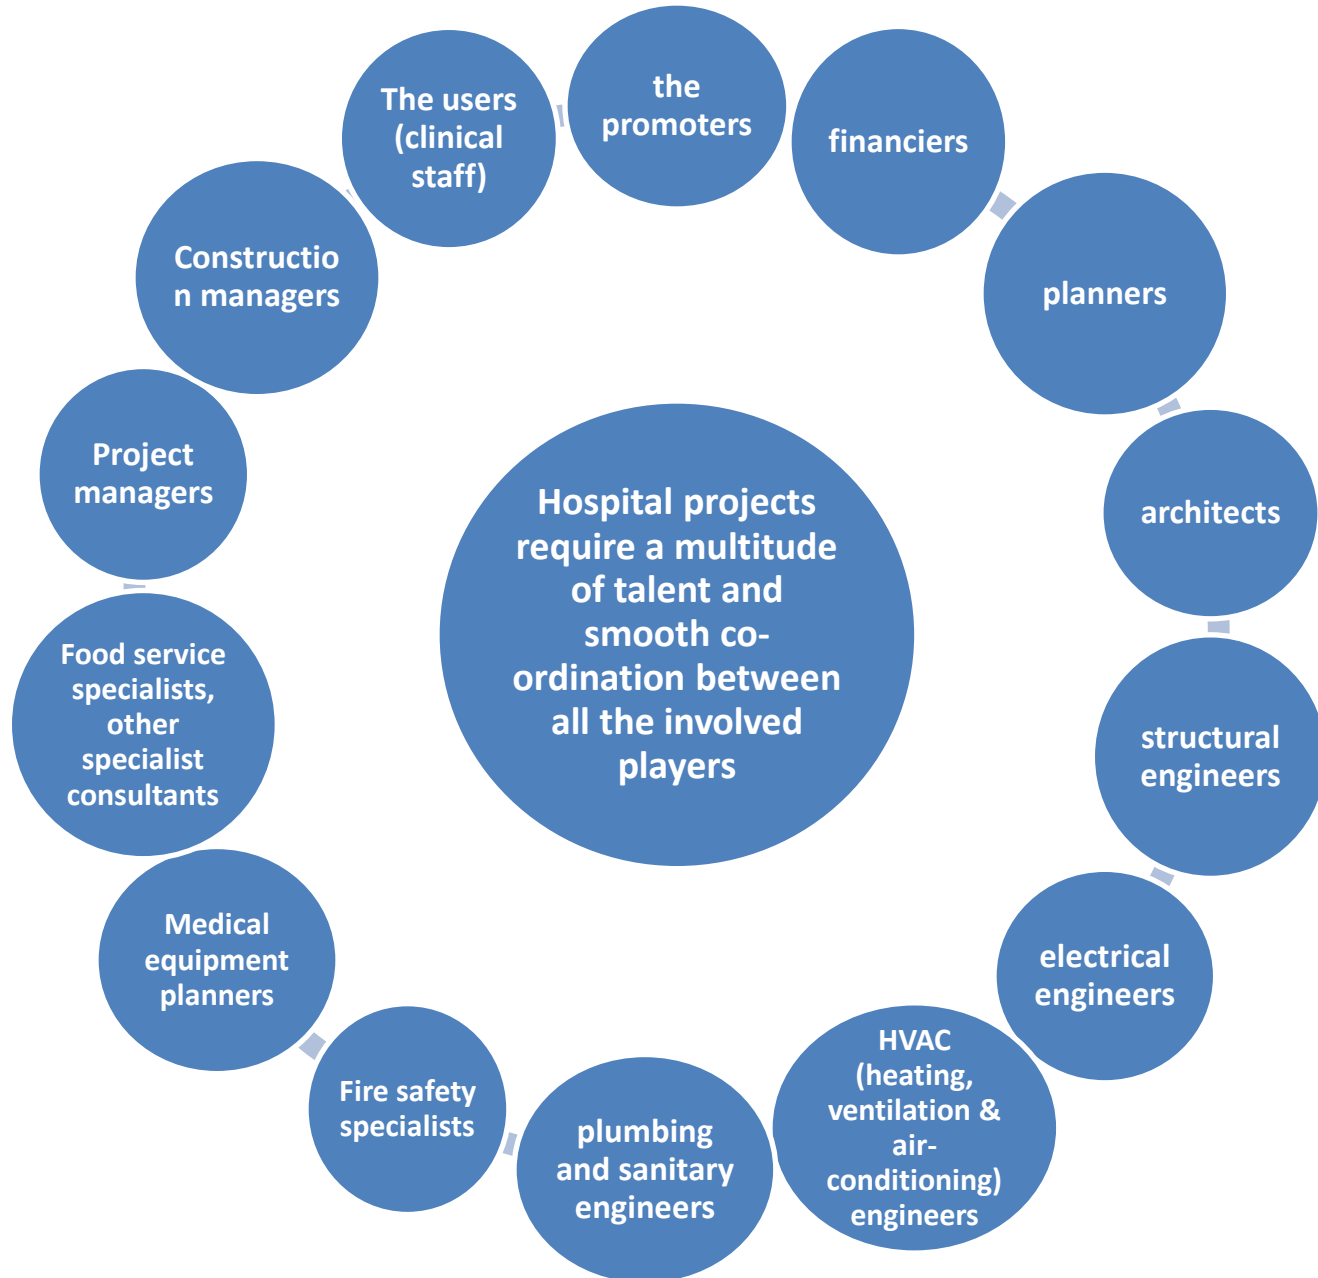 the
promoters
financiers
planners
architects
structural
engineers
electrical
engineers
HVAC
(heating,
ventilation &
air-
conditioning)
engineers
plumbing
and sanitary
engineers
Fire safety
specialists
Medical
equipment
planners
Food service
specialists,
other
specialist
consultants
Project
managers
Constructio
n managers
The users
(clinical
staff)
Hospital projects
require a multitude
of talent and
smooth co-
ordination between
all the involved
players